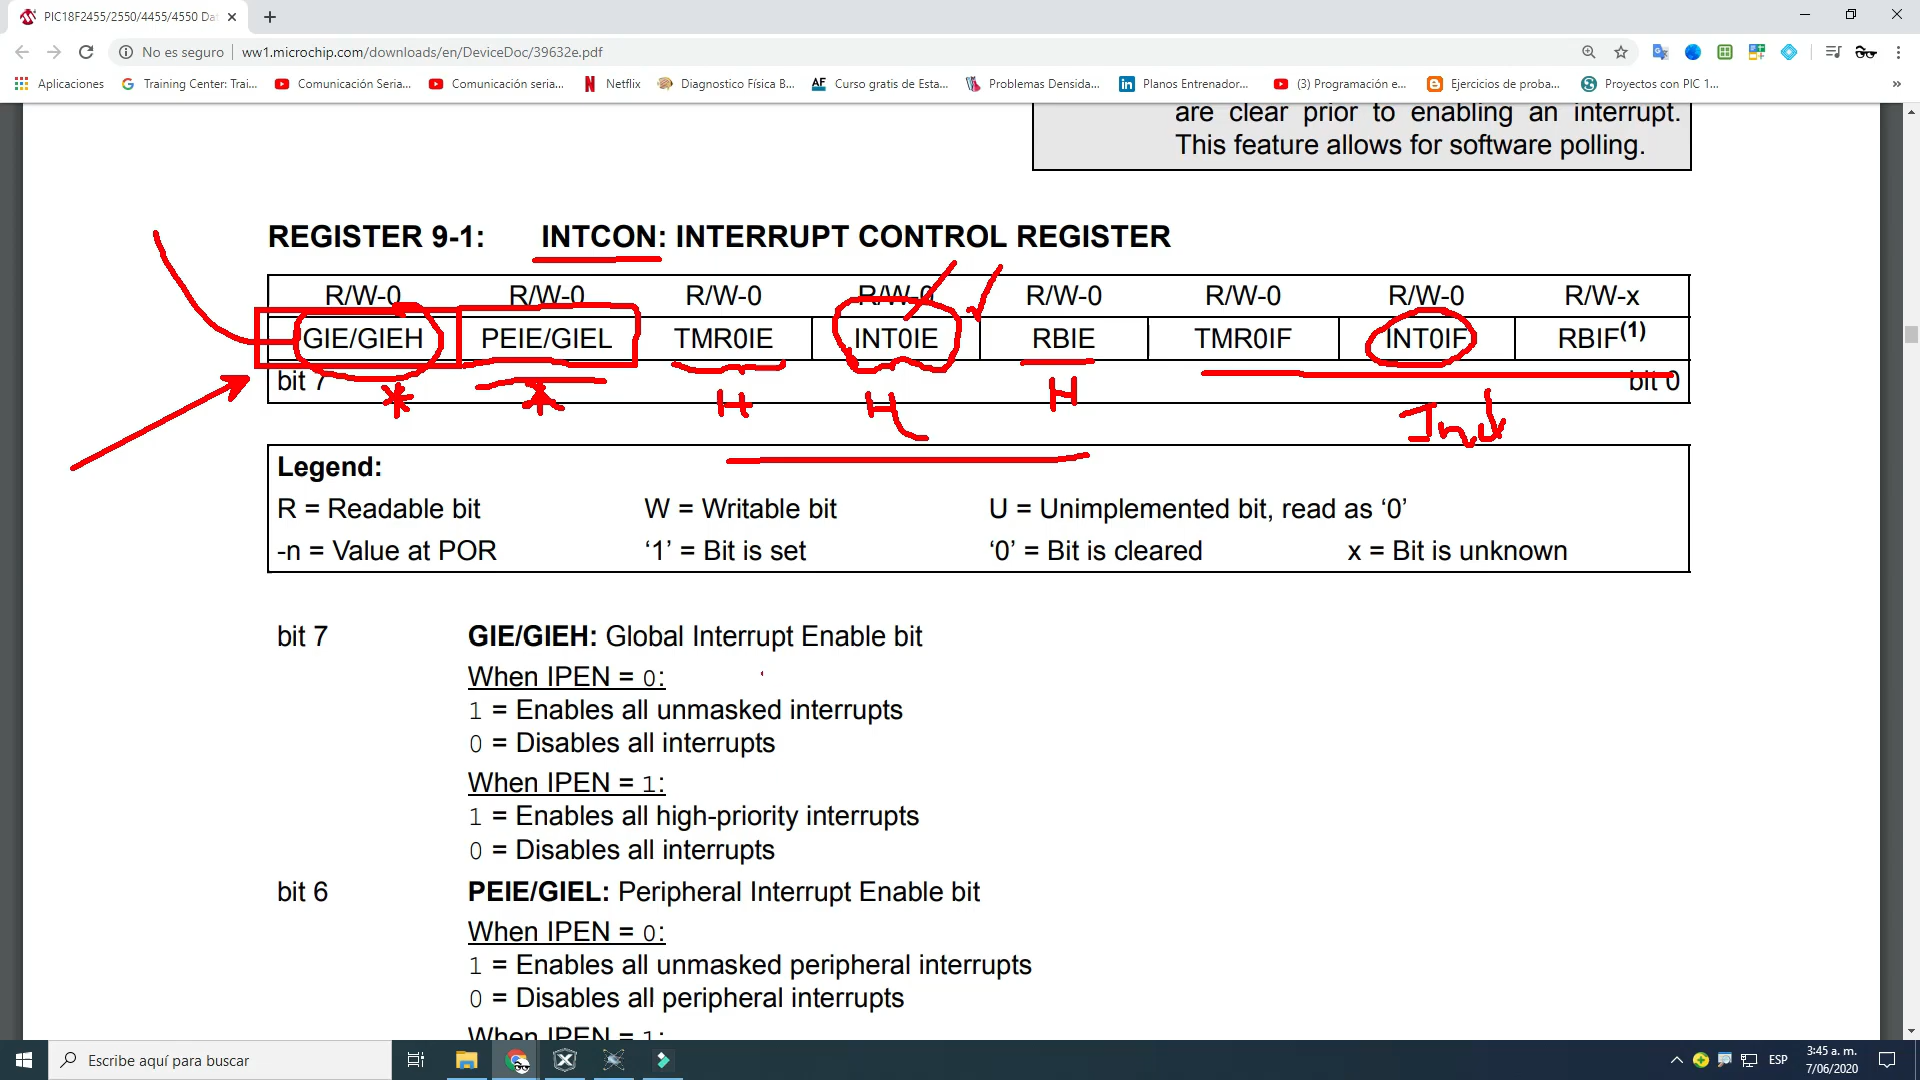 PIC18F2455/2550/4455/4550 Da
No es seguro
ww1.microchip.com/downloads/en/DeviceDoc/39632e.pdf
Aplicaciones
Training Center: Trai...
Comunicación Seria...
Comunicación seria...
Netflix
Diagnostico Física B...
AF
Curso gratis de Esta...
Problemas Densida...
Planos Entrenador...
(3) Programación e...
Ejercicios de proba...
Proyectos con PIC 1...
»
are clear prior to enabling an interrupt.
This feature allows for software polling.
REGISTER 9-1: INTCON: INTERRUPT CONTROL REGISTER
R/W-0 R/W-0 R/W-0 R/W-0 R/W-0 R/W-0 R/W-0 R/W-x
GIE/GIEH PEIE/GIEL TMR0IE INT0IE RBIE TMR0IF INT0IF RBIF(1)
bit 7 bit 0
H H H
Legend:
R = Readable bit W = Writable bit U = Unimplemented bit, read as ‘0’
-n = Value at POR ‘1’ = Bit is set ‘0’ = Bit is cleared x = Bit is unknown
bit 7 GIE/GIEH: Global Interrupt Enable bit
When IPEN = 0:
1 = Enables all unmasked interrupts
0 = Disables all interrupts
When IPEN = 1:
1 = Enables all high-priority interrupts
0 = Disables all interrupts
bit 6 PEIE/GIEL: Peripheral Interrupt Enable bit
When IPEN = 0:
1 = Enables all unmasked peripheral interrupts
0 = Disables all peripheral interrupts
When IPEN = 1:
Escribe aquí para buscar
ESP
3:45 a. m.
7/06/2020